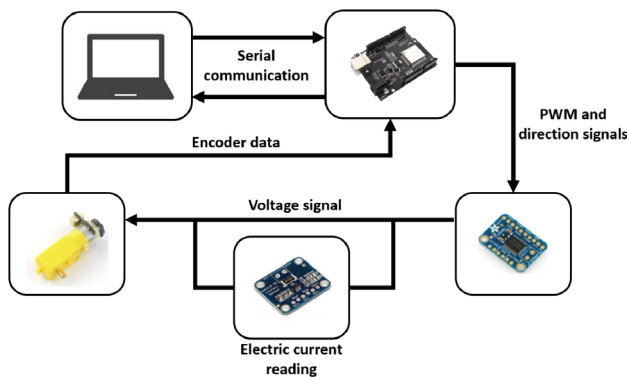 Serial
communication
PWM and
direction signals
Encoder data
Voltage signal
Electric current
reading